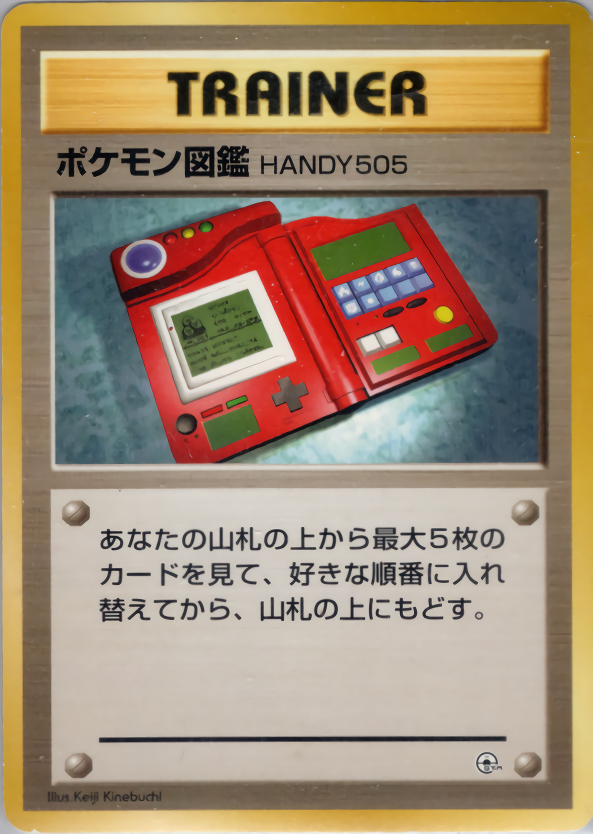 TRAINER
ポケモン図鑑 HANDY505
あなたの山札の上から最大5枚の
カードを見て、好きな順番に入れ
替えてから、山札の上にもどす。
Illus. Keiji Kinebuchi